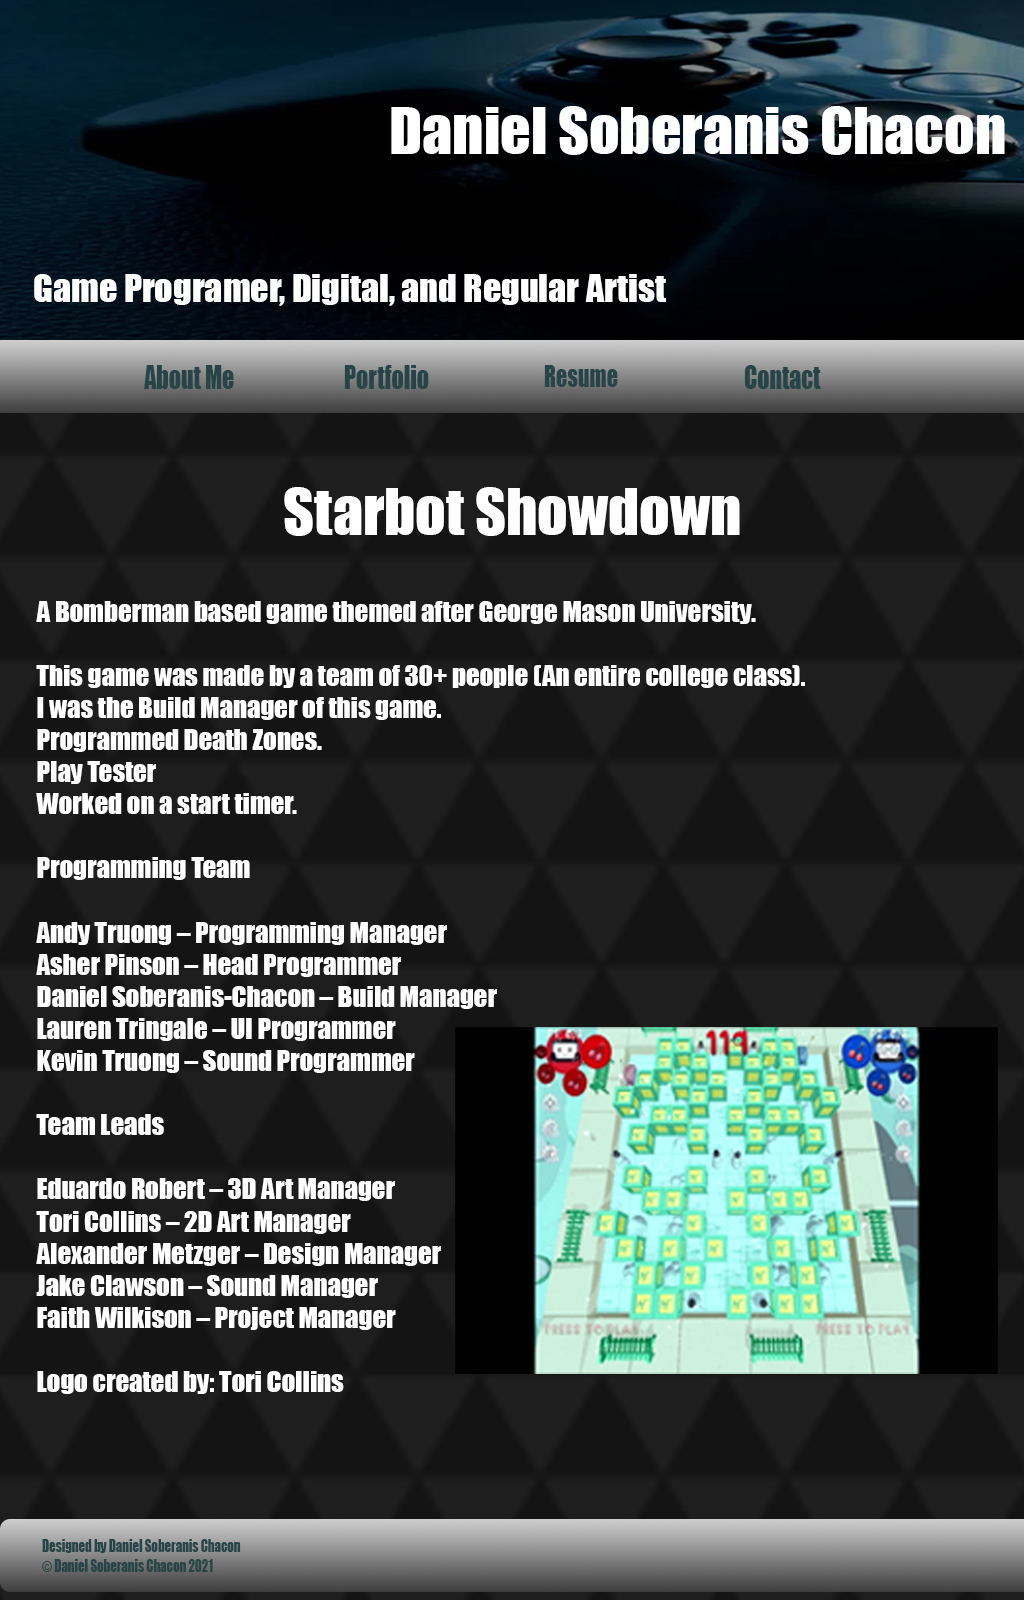 Daniel Soberanis Chacon
Game Programer, Digital, and Regular Artist
About Me
Portfolio
Resume
Contact
Starbot Showdown
A Bomberman based game themed after George Mason University.
This game was made by a team of 30+ people (An entire college class).
I was the Build Manager of this game.
Programmed Death Zones.
Play Tester
Worked on a start timer.
Programming Team
Andy Truong – Programming Manager
Asher Pinson – Head Programmer
Daniel Soberanis-Chacon – Build Manager
Lauren Tringale – UI Programmer
Kevin Truong – Sound Programmer
119
Team Leads
Eduardo Robert – 3D Art Manager
Tori Collins – 2D Art Manager
Alexander Metzger – Design Manager
Jake Clawson – Sound Manager
Faith Wilkison – Project Manager
PRESS TO PLAY
PRESS TO PLAY
Logo created by: Tori Collins
Designed by Daniel Soberanis Chacon
© Daniel Soberanis Chacon 2021